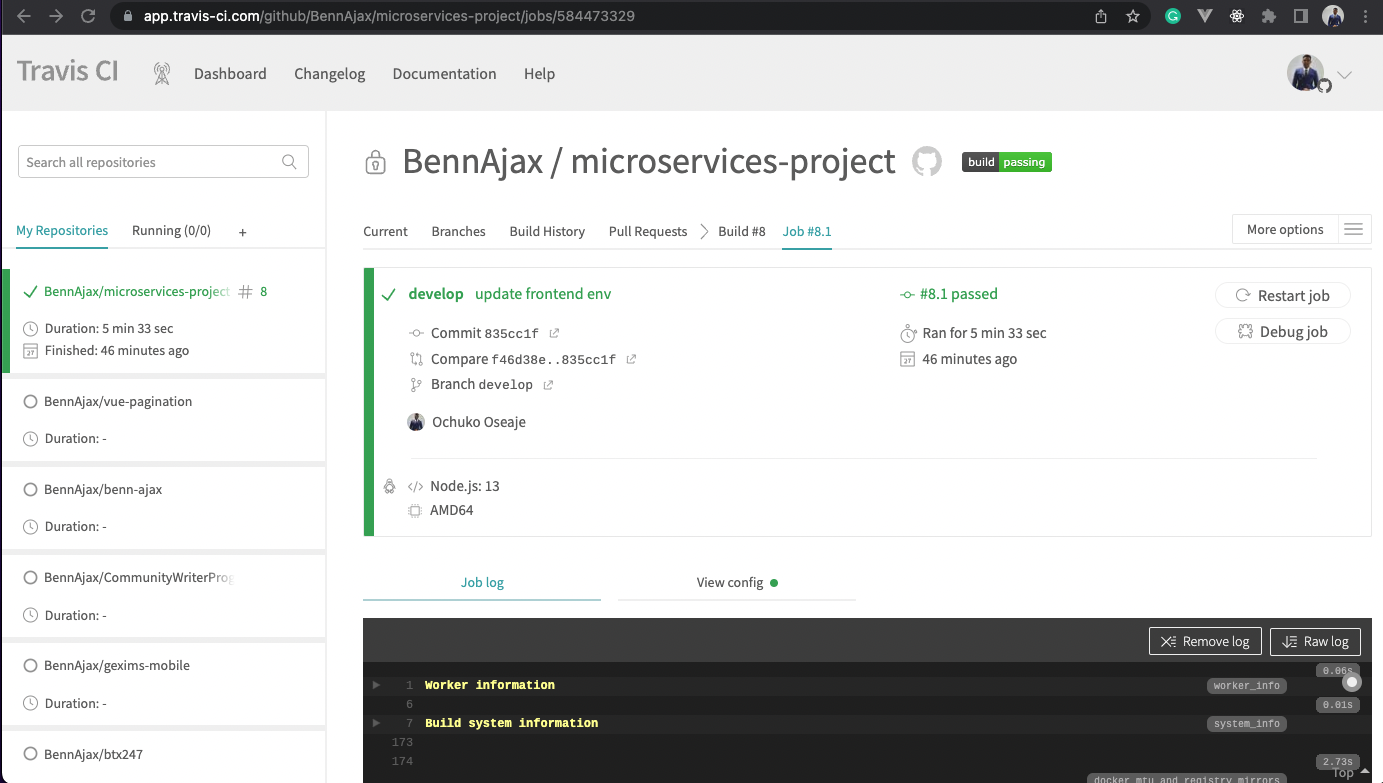 app.travis-ci.com/github/BennAjax/microservices-project/jobs/584473329
Travis CI
Dashboard
Changelog
Documentation
Help
Search all repositories
My Repositories
Running (0/0)
+
BennAjax/microservices-project
# 8
Duration: 5 min 33 sec
Finished: 46 minutes ago
BennAjax/vue-pagination
Duration: -
BennAjax/benn-ajax
Duration: -
BennAjax/CommunityWriterProg
Duration: -
BennAjax/gexims-mobile
Duration: -
BennAjax/btx247
BennAjax / microservices-project
build passing
Current
Branches
Build History
Pull Requests
Build #8
Job #8.1
More options
develop update frontend env
Commit 835cc1f
Compare f46d38e..835cc1f
Branch develop
Ochuko Oseaje
#8.1 passed
Ran for 5 min 33 sec
46 minutes ago
Restart job
Debug job
Node.js: 13
AMD64
Job log
View config
Remove log
Raw log
0.06s
1 Worker information worker_info
6 0.01s
7 Build system information system_info
173
174 2.73s
docker_mtu_and_registry_mirrors
Top